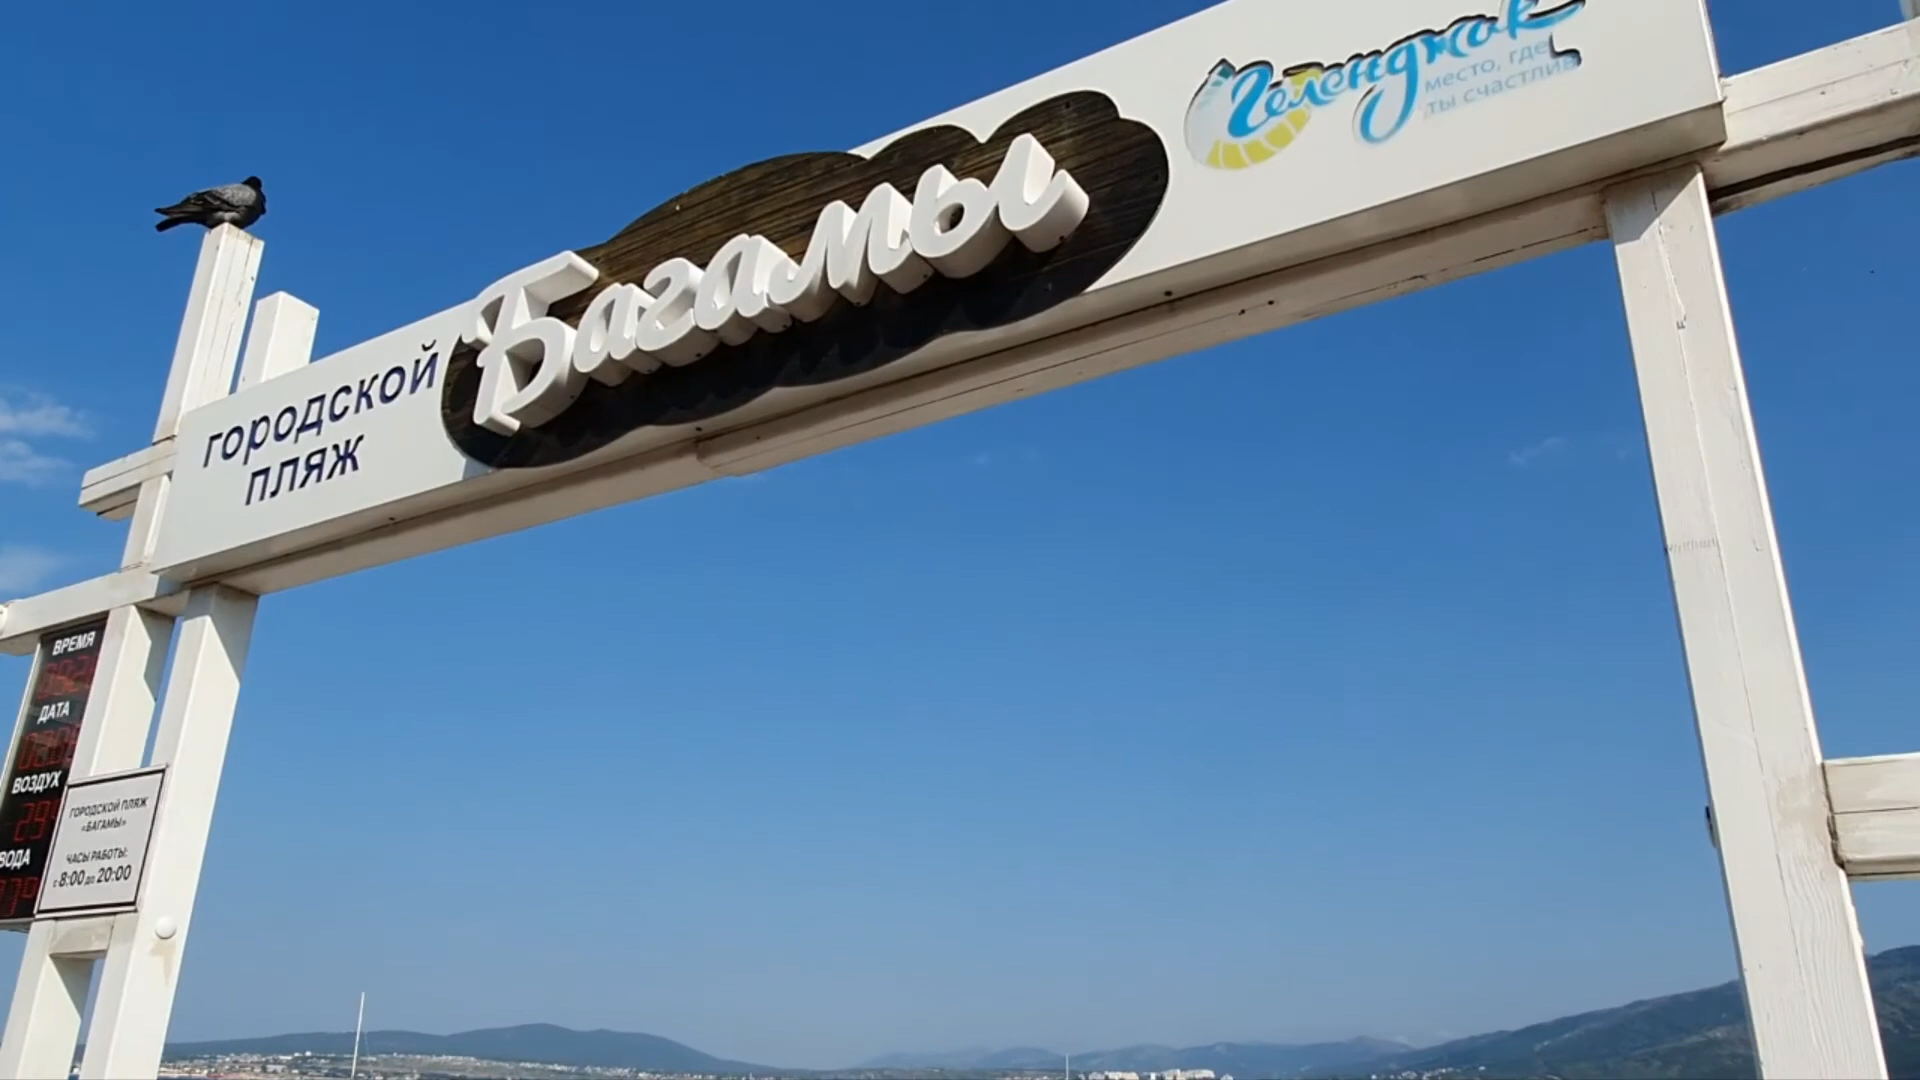 ГОРОДСКОЙ
ПЛЯЖ
Багамы
Геленджик
место, где
ты счастлив
ВРЕМЯ
ДАТА
ВОЗДУХ
29
ВОДА
ГОРОДСКОЙ ПЛЯЖ
«БАГАМЫ»
ЧАСЫ РАБОТЫ:
с 8:00 до 20:00